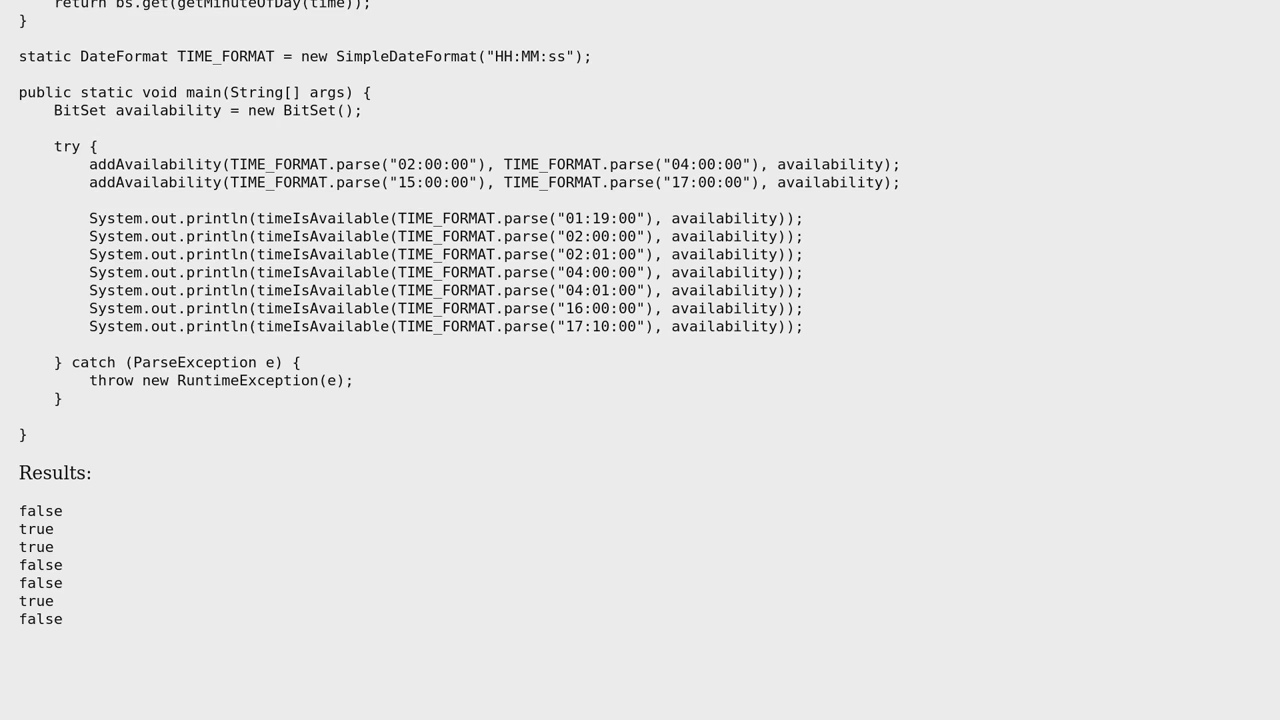 return bs.get(getMinuteOfDay(time));
}
static DateFormat TIME_FORMAT = new SimpleDateFormat("HH:MM:ss");
public static void main(String[] args) {
BitSet availability = new BitSet();
try {
addAvailability(TIME_FORMAT.parse("02:00:00"), TIME_FORMAT.parse("04:00:00"), availability);
addAvailability(TIME_FORMAT.parse("15:00:00"), TIME_FORMAT.parse("17:00:00"), availability);
System.out.println(timeIsAvailable(TIME_FORMAT.parse("01:19:00"), availability));
System.out.println(timeIsAvailable(TIME_FORMAT.parse("02:00:00"), availability));
System.out.println(timeIsAvailable(TIME_FORMAT.parse("02:01:00"), availability));
System.out.println(timeIsAvailable(TIME_FORMAT.parse("04:00:00"), availability));
System.out.println(timeIsAvailable(TIME_FORMAT.parse("04:01:00"), availability));
System.out.println(timeIsAvailable(TIME_FORMAT.parse("16:00:00"), availability));
System.out.println(timeIsAvailable(TIME_FORMAT.parse("17:10:00"), availability));
} catch (ParseException e) {
throw new RuntimeException(e);
}
}
Results:
false
true
true
false
false
true
false